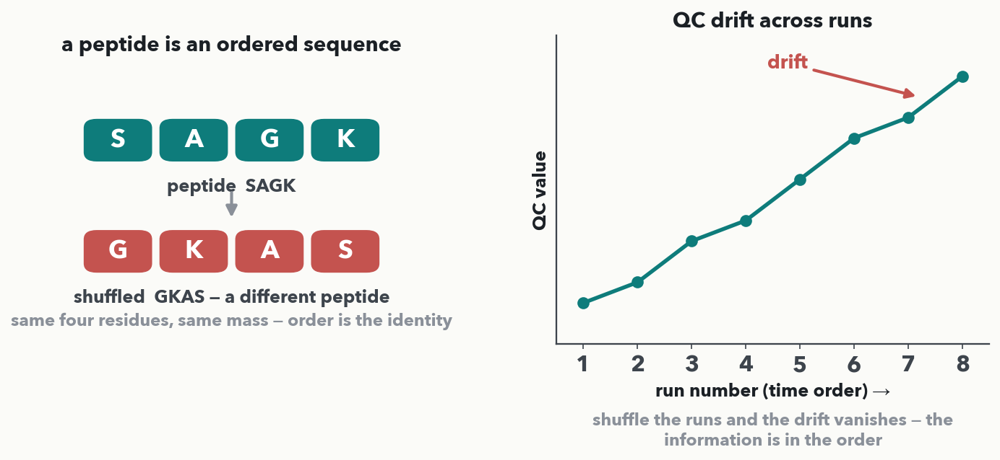 a peptide is an ordered sequence
S A G K
peptide SAGK
G K A S
shuffled GKAS – a different peptide
same four residues, same mass – order is the identity
QC drift across runs
drift
QC value
1 2 3 4 5 6 7 8
run number (time order) →
shuffle the runs and the drift vanishes – the
information is in the order